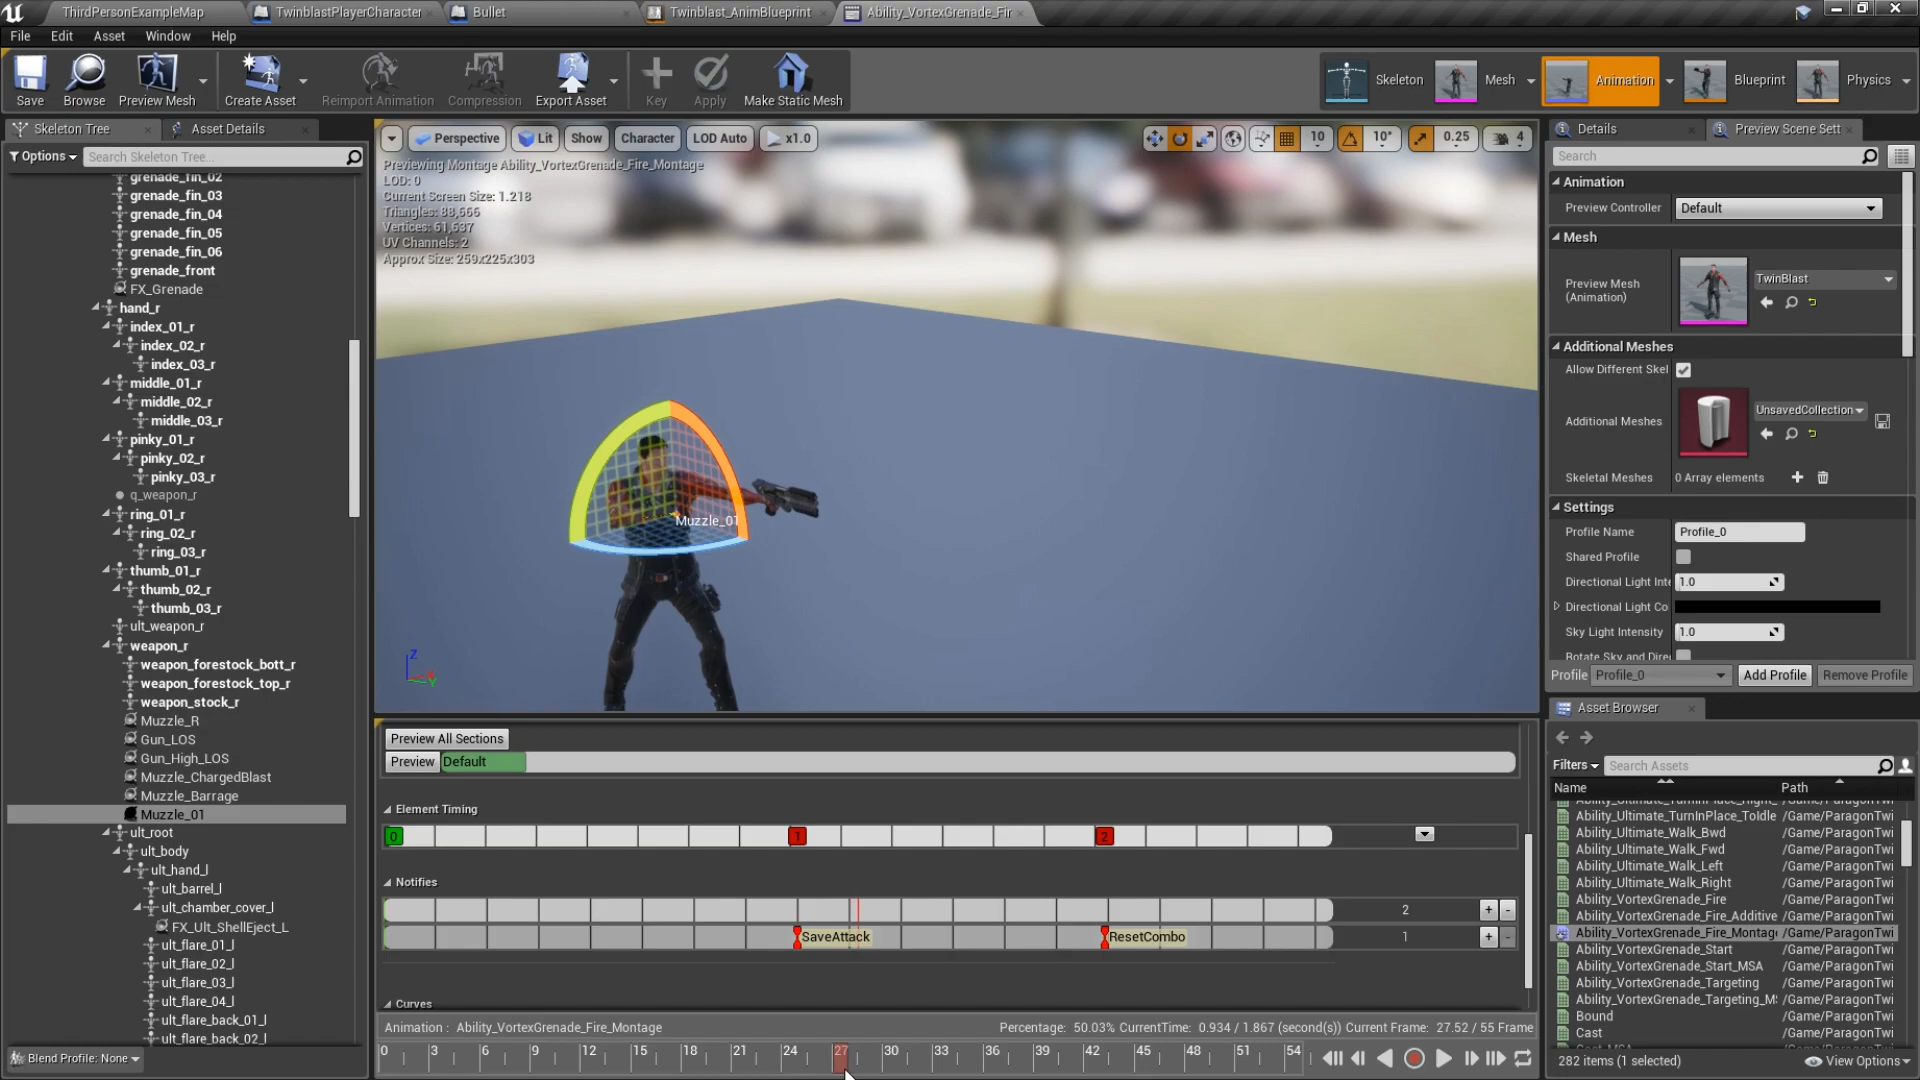 ThirdPersonExampleMap
TwinblastPlayerCharacter
Bullet
Twinblast_AnimBlueprint
Ability_VortexGrenade_Fir
File Edit Asset Window Help
Save
Browse
Preview Mesh
Create Asset
Reimport Animation
Compression
Export Asset
Key
Apply
Make Static Mesh
Skeleton
Mesh
Animation
Blueprint
Physics
Skeleton Tree
Asset Details
Options
Search Skeleton Tree...
grenade_fin_02
grenade_fin_03
grenade_fin_04
grenade_fin_05
grenade_fin_06
grenade_front
FX_Grenade
hand_r
index_01_r
index_02_r
index_03_r
middle_01_r
middle_02_r
middle_03_r
pinky_01_r
pinky_02_r
pinky_03_r
q_weapon_r
ring_01_r
ring_02_r
ring_03_r
thumb_01_r
thumb_02_r
thumb_03_r
ult_weapon_r
weapon_r
weapon_forestock_bott_r
weapon_forestock_top_r
weapon_stock_r
Muzzle_R
Gun_LOS
Gun_High_LOS
Muzzle_ChargedBlast
Muzzle_Barrage
Muzzle_01
ult_root
ult_body
ult_hand_l
ult_barrel_l
ult_chamber_cover_l
FX_Ult_ShellEject_L
ult_flare_01_l
ult_flare_02_l
ult_flare_03_l
ult_flare_04_l
ult_flare_back_01_l
ult_flare_back_02_l
Blend Profile: None
Perspective Lit Show Character LOD Auto x1.0
10 10° 0.25 4
Previewing Montage Ability_VortexGrenade_Fire_Montage
LOD: 0
Current Screen Size: 1.218
Triangles: 88,566
Vertices: 61,637
UV Channels: 2
Approx Size: 259x225x303
Muzzle_01
Z
Y
Preview All Sections
Preview Default
Element Timing
0 1 2
Notifies
2 + -
SaveAttack ResetCombo 1 + -
Curves
Animation : Ability_VortexGrenade_Fire_Montage
Percentage: 50.03% CurrentTime: 0.934 / 1.867 (second(s)) Current Frame: 27.52 / 55 Frame
0 3 6 9 12 15 18 21 24 27 30 33 36 39 42 45 48 51 54
Details
Preview Scene Sett
Search
Animation
Preview Controller Default
Mesh
Preview Mesh
(Animation)
TwinBlast
Additional Meshes
Allow Different Skel
Additional Meshes
UnsavedCollection
Skeletal Meshes 0 Array elements
Settings
Profile Name Profile_0
Shared Profile
Directional Light Inte 1.0
Directional Light Co
Sky Light Intensity 1.0
Rotate Sky and Direc
Profile Profile_0 Add Profile Remove Profile
Asset Browser
Filters Search Assets
Name Path
Ability_Ultimate_TurnInPlace_Right_ /Game/ParagonTwi
Ability_Ultimate_TurnInPlace_ToIdle /Game/ParagonTwi
Ability_Ultimate_Walk_Bwd /Game/ParagonTwi
Ability_Ultimate_Walk_Fwd /Game/ParagonTwi
Ability_Ultimate_Walk_Left /Game/ParagonTwi
Ability_Ultimate_Walk_Right /Game/ParagonTwi
Ability_VortexGrenade_Fire /Game/ParagonTwi
Ability_VortexGrenade_Fire_Additive /Game/ParagonTwi
Ability_VortexGrenade_Fire_Montage /Game/ParagonTwi
Ability_VortexGrenade_Start /Game/ParagonTwi
Ability_VortexGrenade_Start_MSA /Game/ParagonTwi
Ability_VortexGrenade_Targeting /Game/ParagonTwi
Ability_VortexGrenade_Targeting_M /Game/ParagonTwi
Bound /Game/ParagonTwi
Cast /Game/ParagonTwi
282 items (1 selected)
View Options